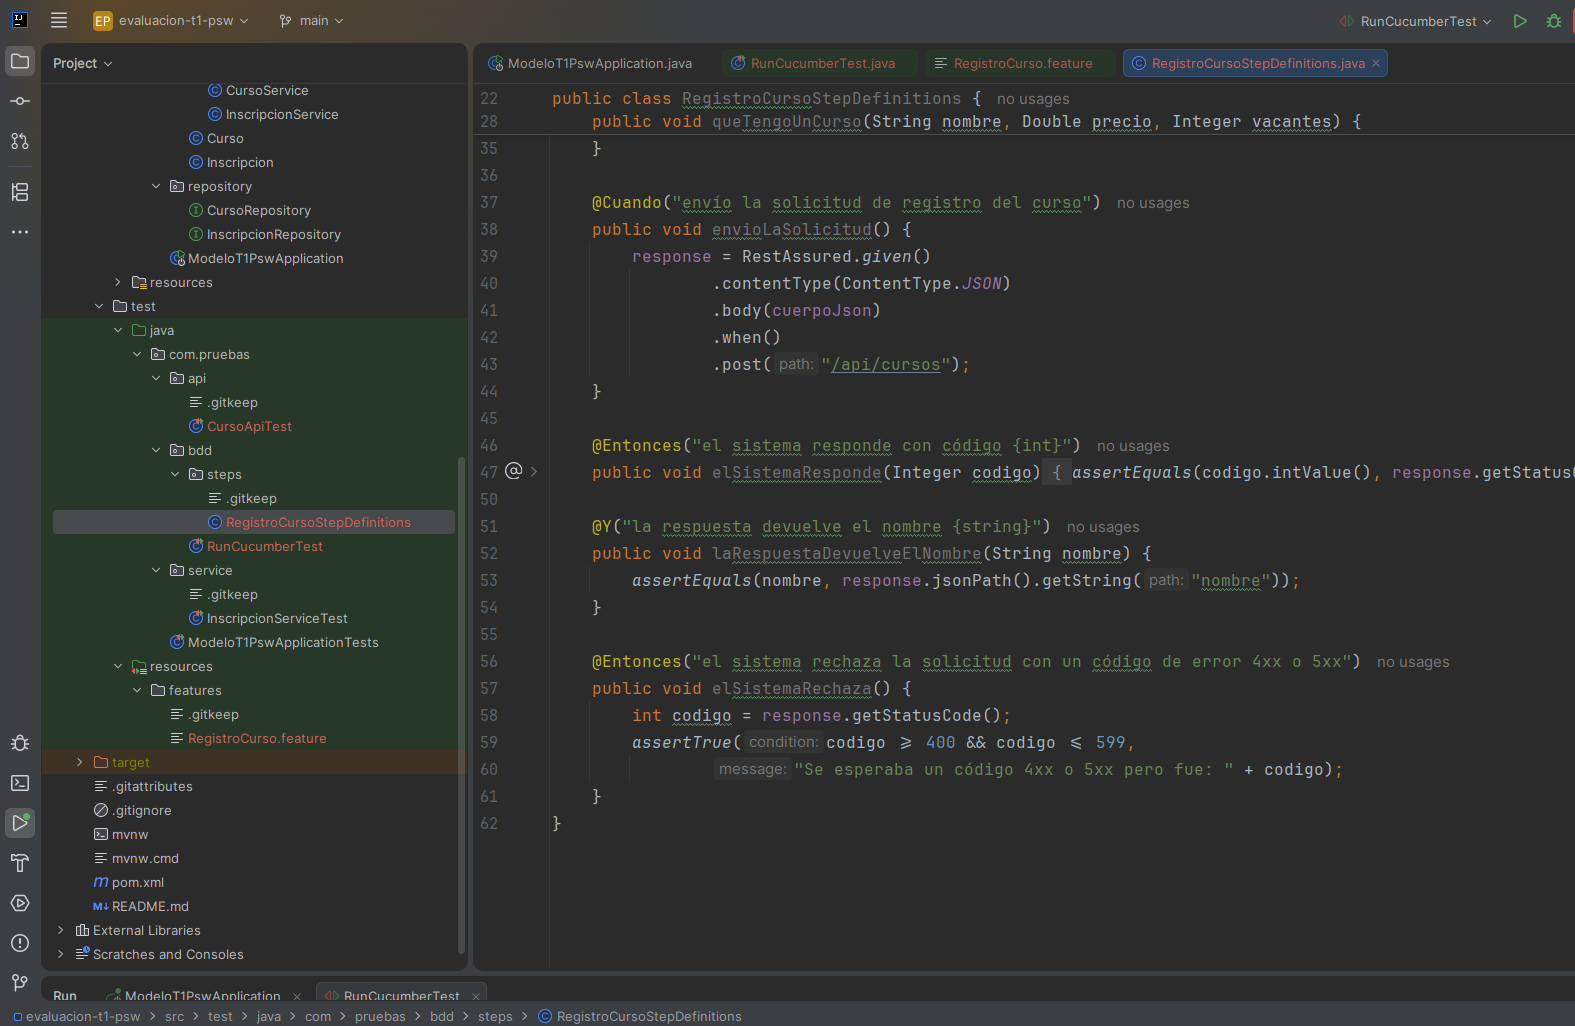 EP evaluacion-t1-psw main RunCucumberTest
Project
CursoService
InscripcionService
Curso
Inscripcion
repository
CursoRepository
InscripcionRepository
ModeloT1PswApplication
resources
test
java
com.pruebas
api
.gitkeep
CursoApiTest
bdd
steps
.gitkeep
RegistroCursoStepDefinitions
RunCucumberTest
service
.gitkeep
InscripcionServiceTest
ModeloT1PswApplicationTests
resources
features
.gitkeep
RegistroCurso.feature
target
.gitattributes
.gitignore
mvnw
mvnw.cmd
pom.xml
README.md
External Libraries
Scratches and Consoles
ModeloT1PswApplication.java RunCucumberTest.java RegistroCurso.feature RegistroCursoStepDefinitions.java
22 public class RegistroCursoStepDefinitions { no usages
28 public void queTengoUnCurso(String nombre, Double precio, Integer vacantes) {
35 }
36
37 @Cuando("envío la solicitud de registro del curso") no usages
38 public void envioLaSolicitud() {
39 response = RestAssured.given()
40 .contentType(ContentType.JSON)
41 .body(cuerpoJson)
42 .when()
43 .post( path: "/api/cursos");
44 }
45
46 @Entonces("el sistema responde con código {int}") no usages
47 public void elSistemaResponde(Integer codigo) { assertEquals(codigo.intValue(), response.getStatus
50
51 @Y("la respuesta devuelve el nombre {string}") no usages
52 public void laRespuestaDevuelveElNombre(String nombre) {
53 assertEquals(nombre, response.jsonPath().getString( path: "nombre"));
54 }
55
56 @Entonces("el sistema rechaza la solicitud con un código de error 4xx o 5xx") no usages
57 public void elSistemaRechaza() {
58 int codigo = response.getStatusCode();
59 assertTrue( condition: codigo ≥ 400 && codigo ≤ 599,
60 message: "Se esperaba un código 4xx o 5xx pero fue: " + codigo);
61 }
62 }
Run ModeloT1PswApplication RunCucumberTest
evaluacion-t1-psw > src > test > java > com > pruebas > bdd > steps > RegistroCursoStepDefinitions